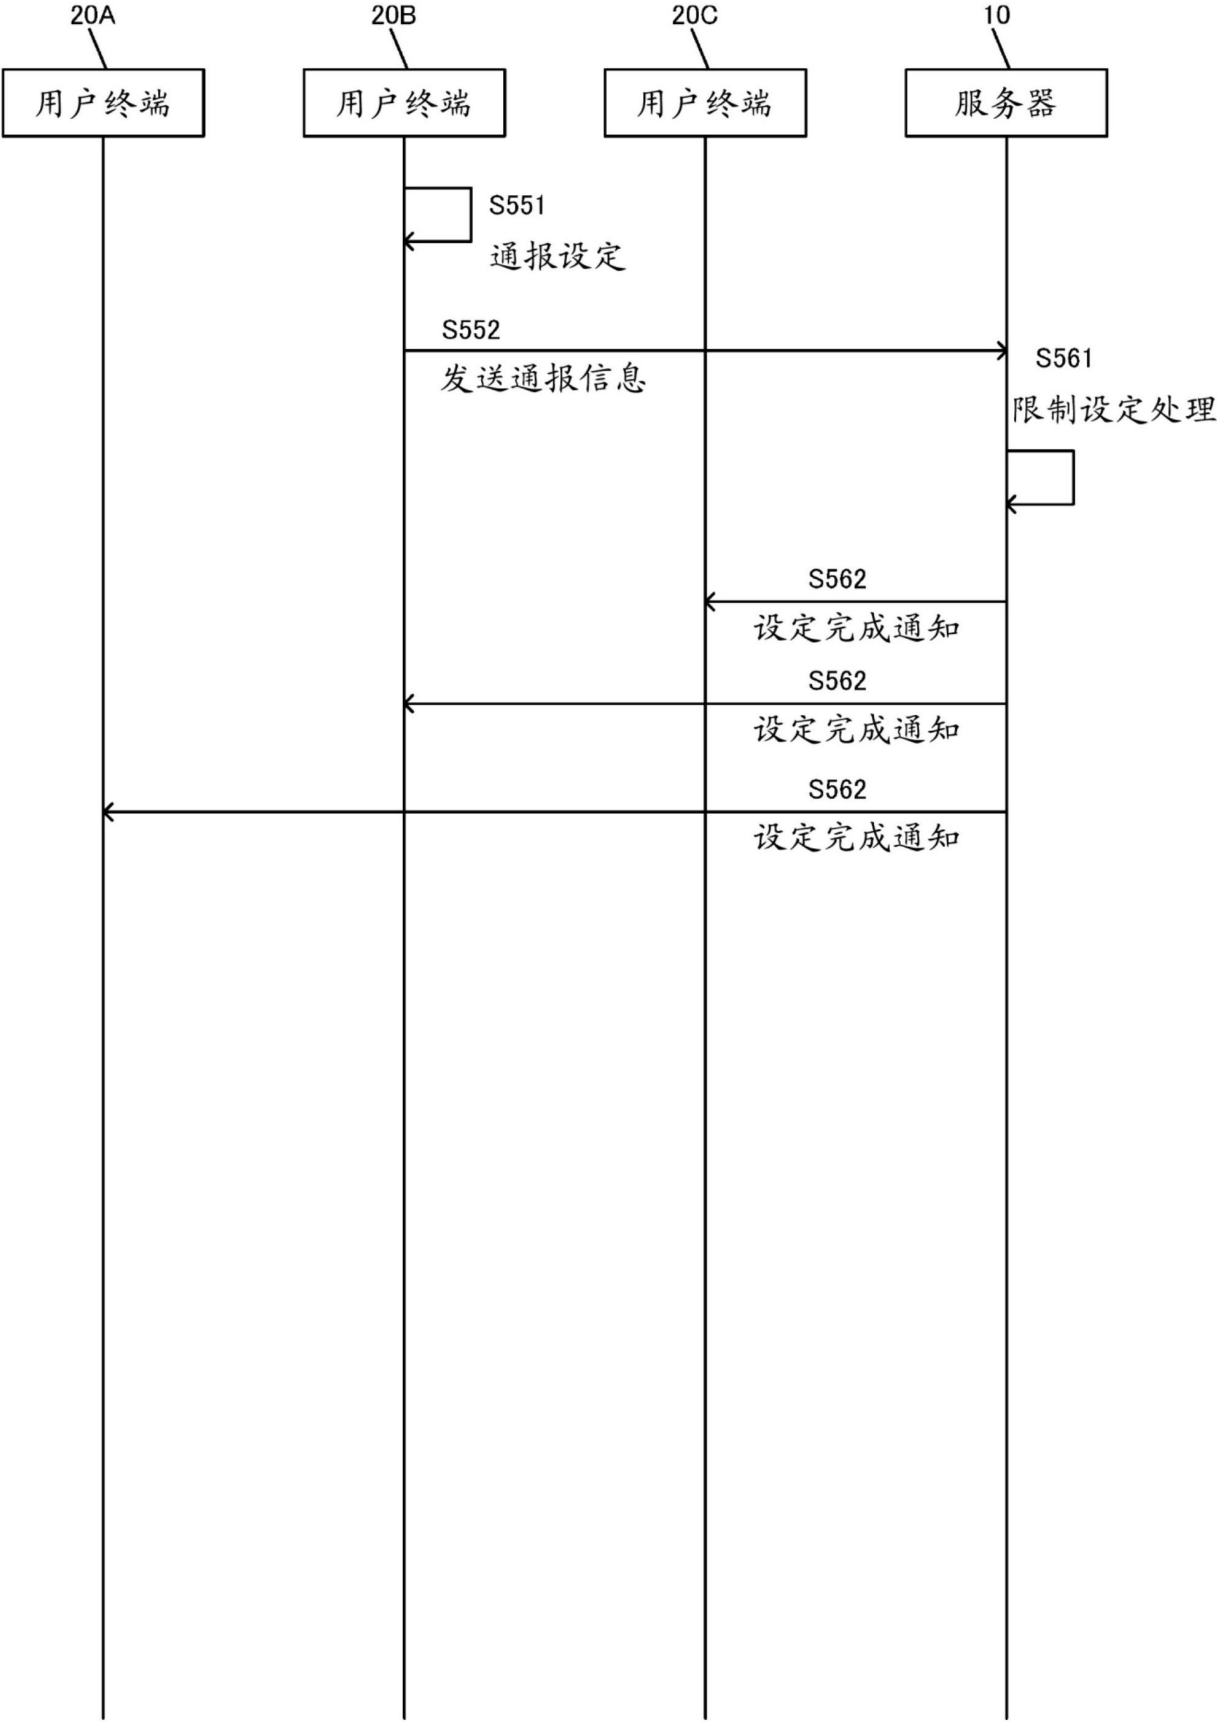 20A
20B
20C
10
用户终端
用户终端
用户终端
服务器
S551
通报设定
S552
发送通报信息
S561
限制设定处理
S562
设定完成通知
S562
设定完成通知
S562
设定完成通知